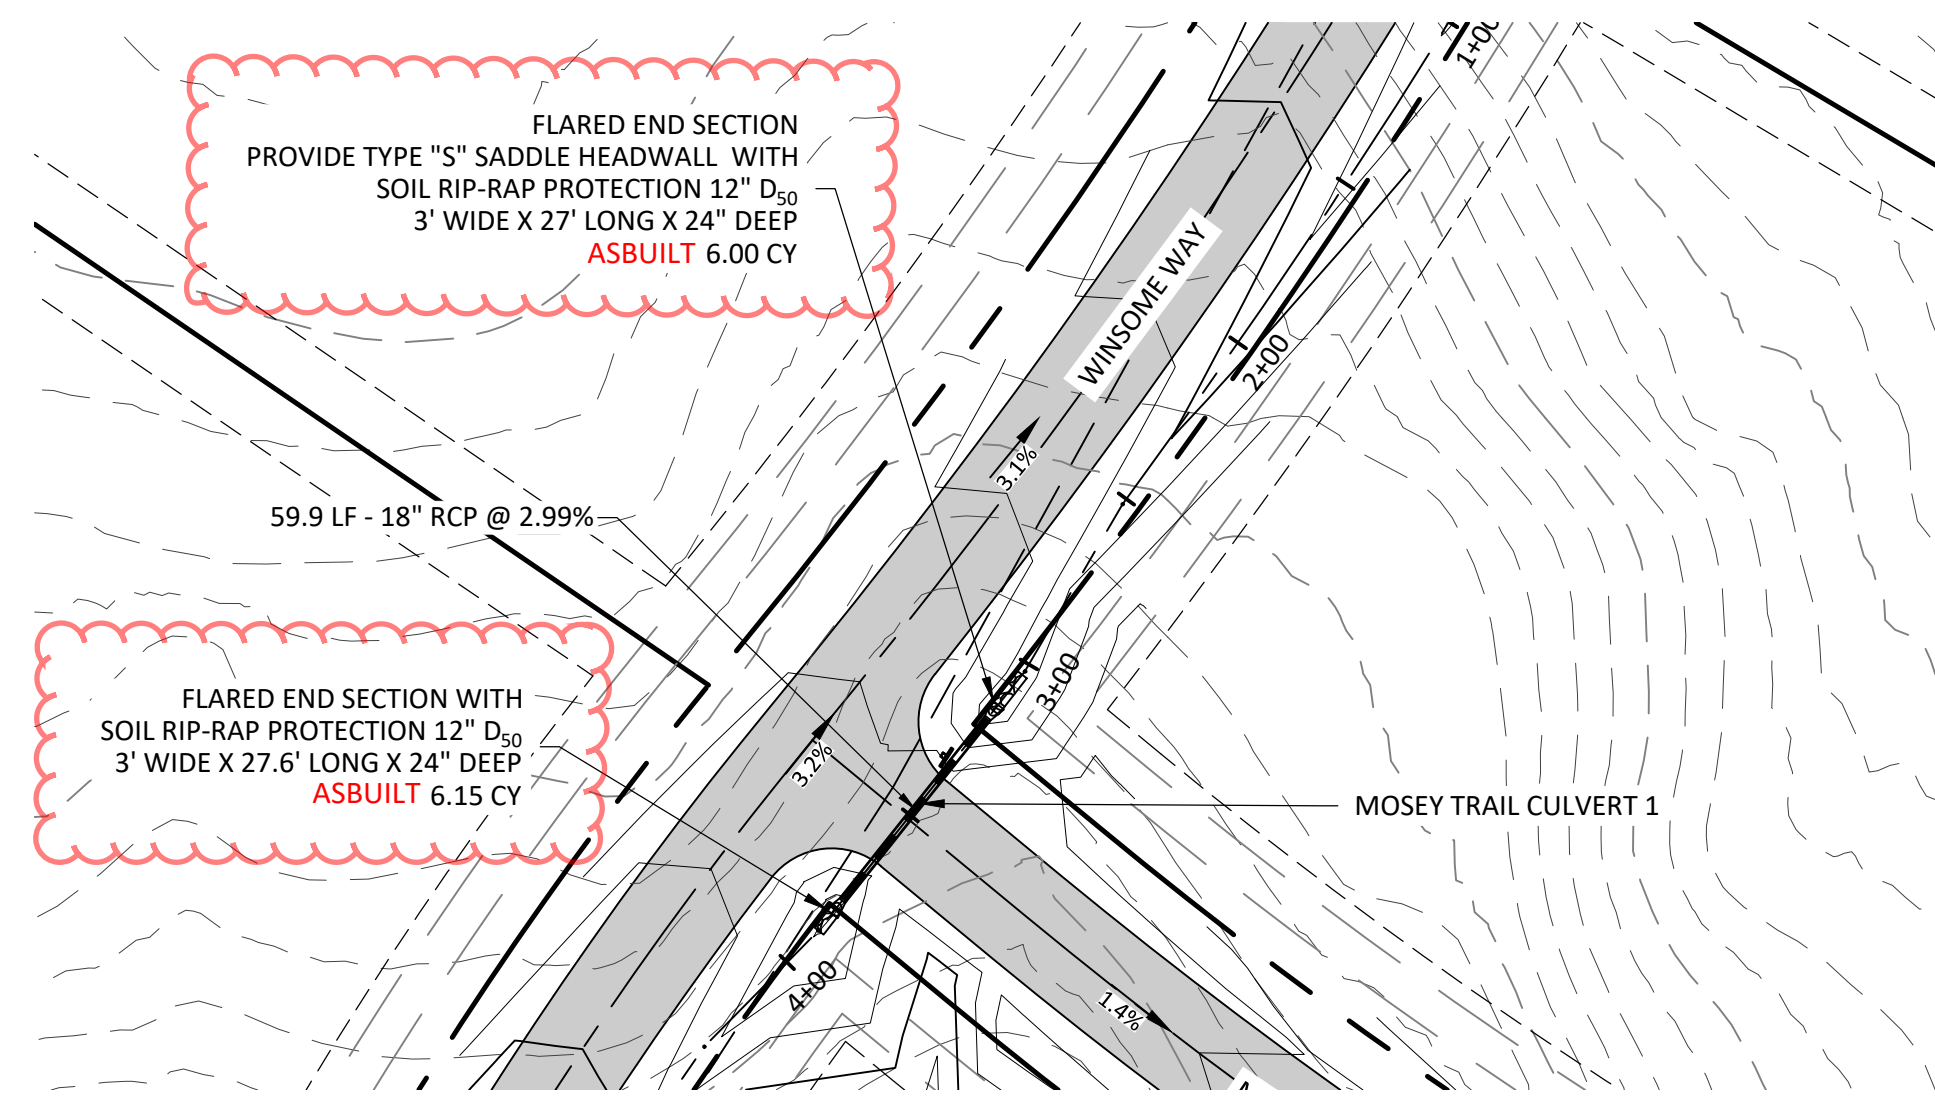 FLARED END SECTION
PROVIDE TYPE "S" SADDLE HEADWALL WITH
SOIL RIP-RAP PROTECTION 12" D50
3' WIDE X 27' LONG X 24" DEEP
ASBUILT 6.00 CY
1+00
WINSOME WAY
2+00
3.1%
59.9 LF - 18" RCP @ 2.99%
3+00
FLARED END SECTION WITH
SOIL RIP-RAP PROTECTION 12" D50
3' WIDE X 27.6' LONG X 24" DEEP
ASBUILT 6.15 CY
3.2%
MOSEY TRAIL CULVERT 1
4+00
1.4%